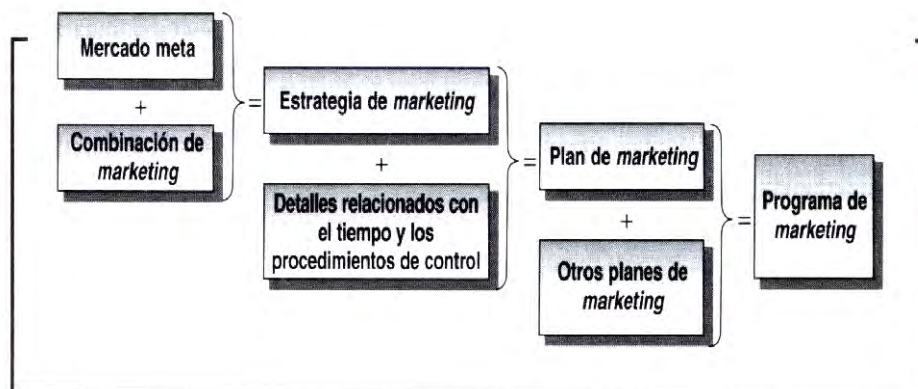 Mercado meta
+
Combinación de
marketing
=
Estrategia de marketing
+
Detalles relacionados con
el tiempo y los
procedimientos de control
=
Plan de marketing
+
Otros planes de
marketing
=
Programa de
marketing